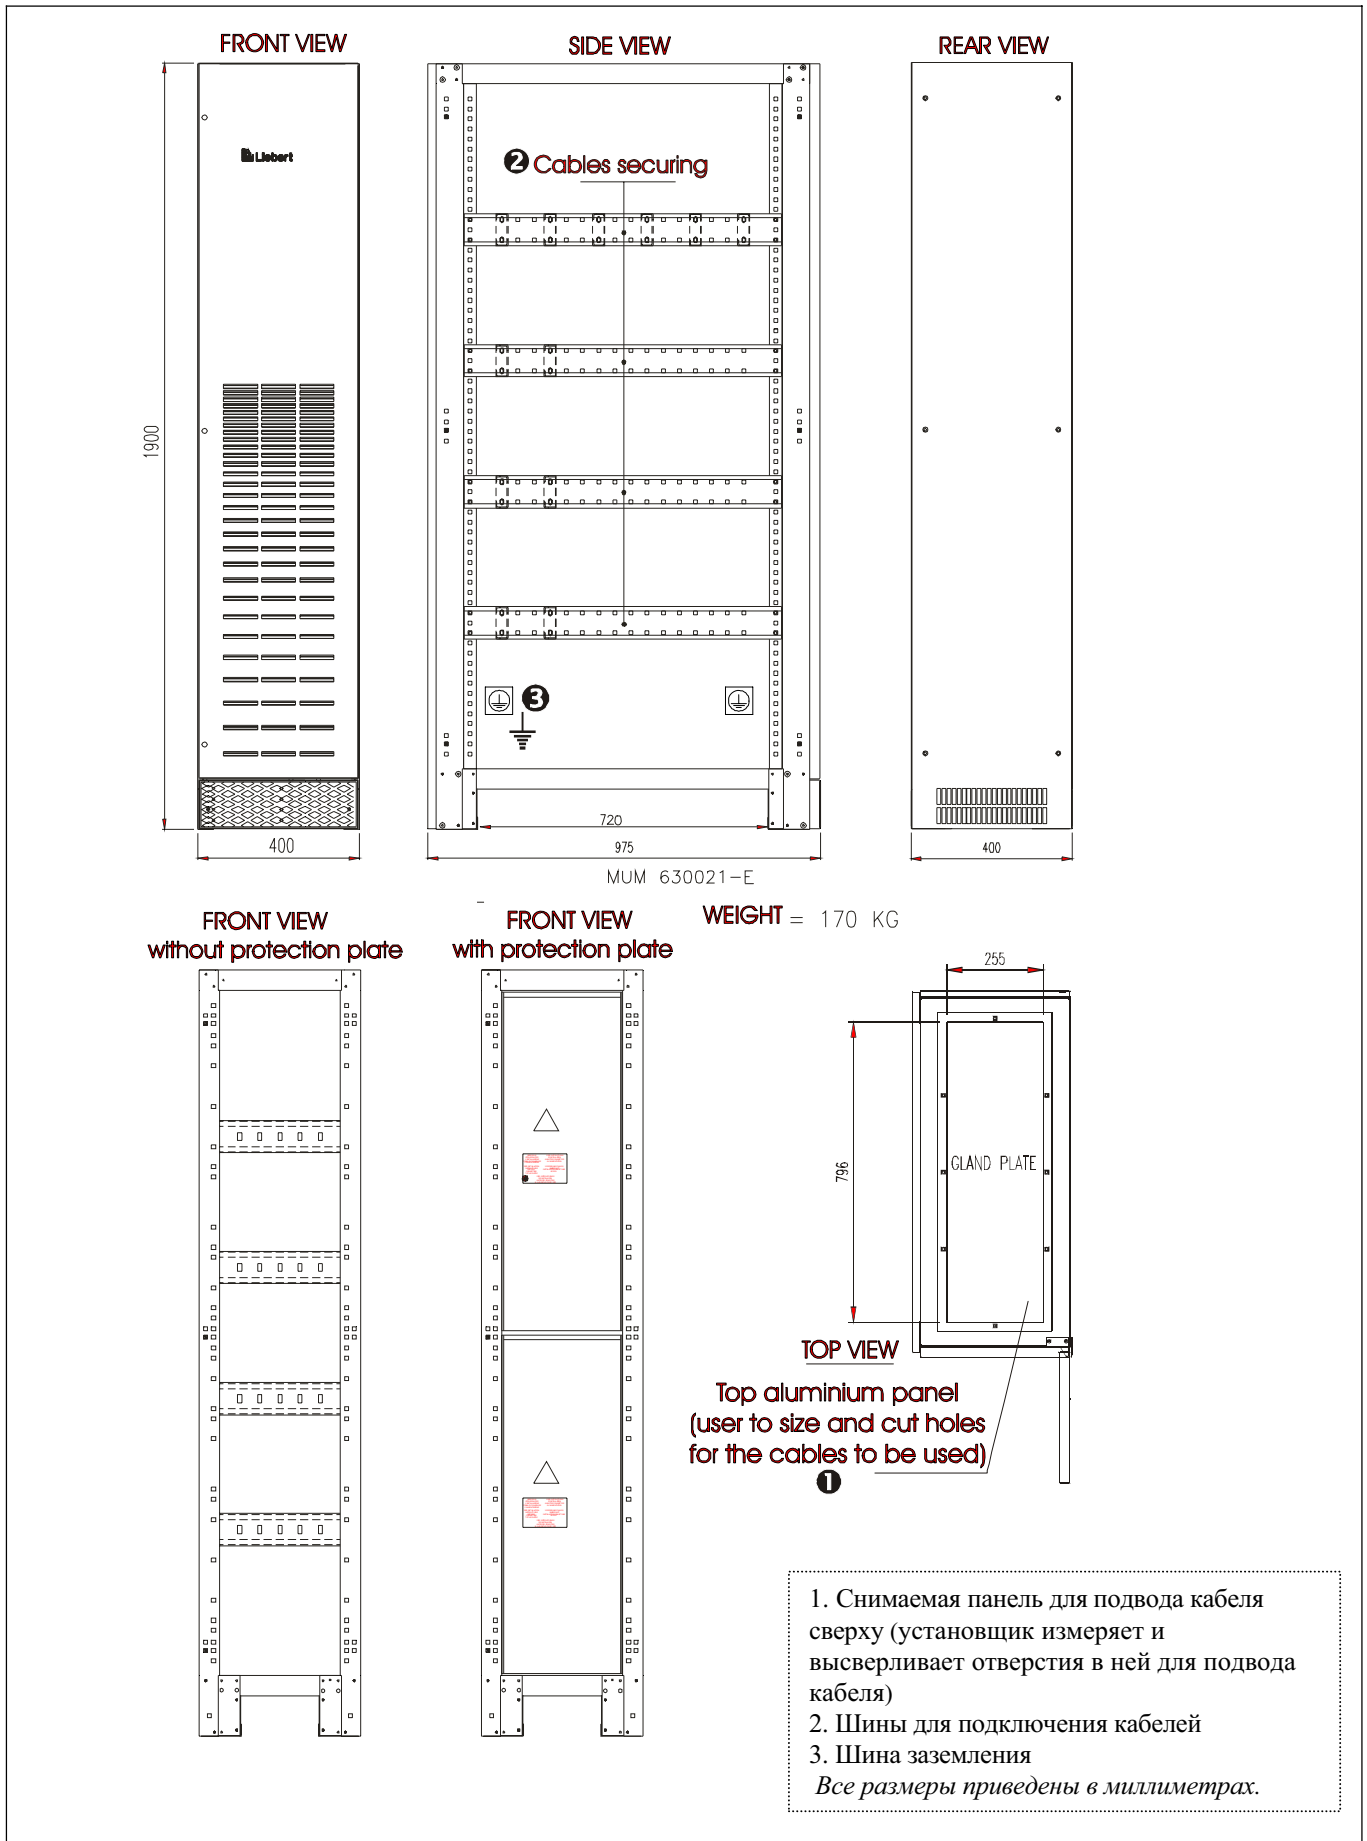 FRONT VIEW
SIDE VIEW
REAR VIEW
Liebert
❷ Cables securing
1900
❸
720
400
975
400
MUM 630021-E
WEIGHT = 170 KG
FRONT VIEW
without protection plate
FRONT VIEW
with protection plate
255
796
GLAND PLATE
TOP VIEW
Top aluminium panel
(user to size and cut holes
for the cables to be used)
❶
1. Снимаемая панель для подвода кабеля
сверху (установщик измеряет и
высверливает отверстия в ней для подвода
кабеля)
2. Шины для подключения кабелей
3. Шина заземления
Все размеры приведены в миллиметрах.